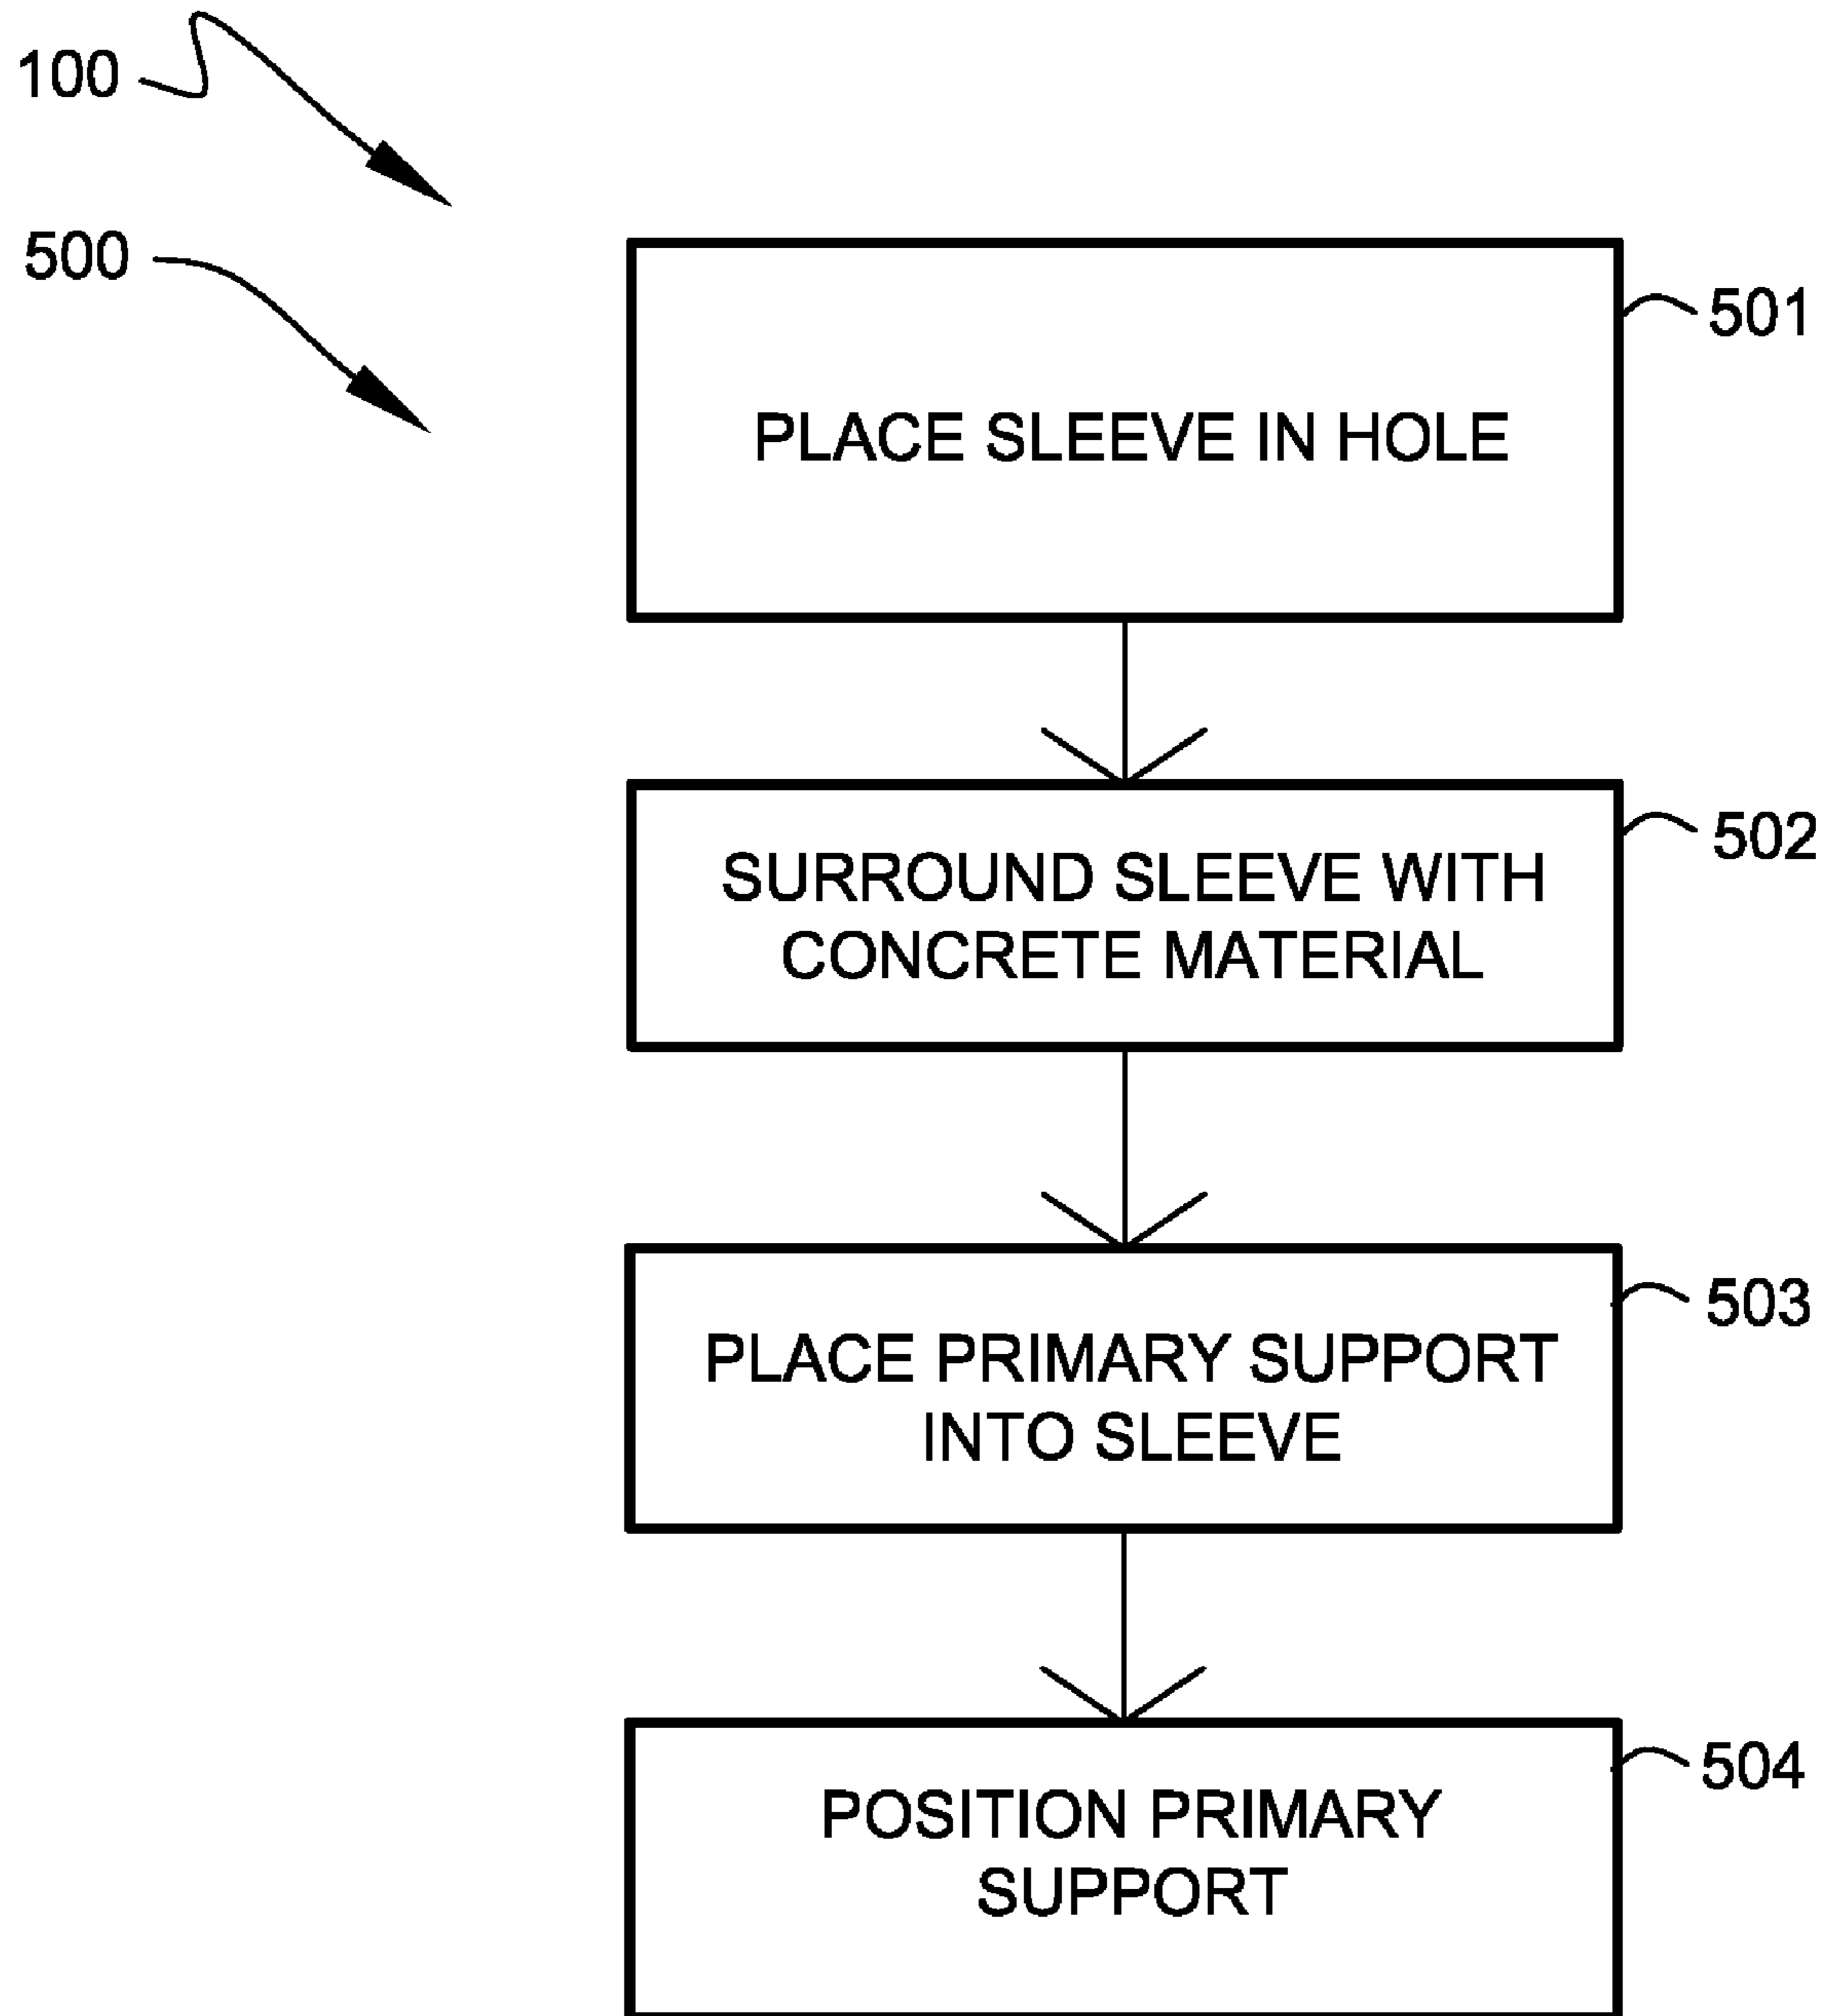 100
500
501
PLACE SLEEVE IN HOLE
502
SURROUND SLEEVE WITH
CONCRETE MATERIAL
503
PLACE PRIMARY SUPPORT
INTO SLEEVE
504
POSITION PRIMARY
SUPPORT